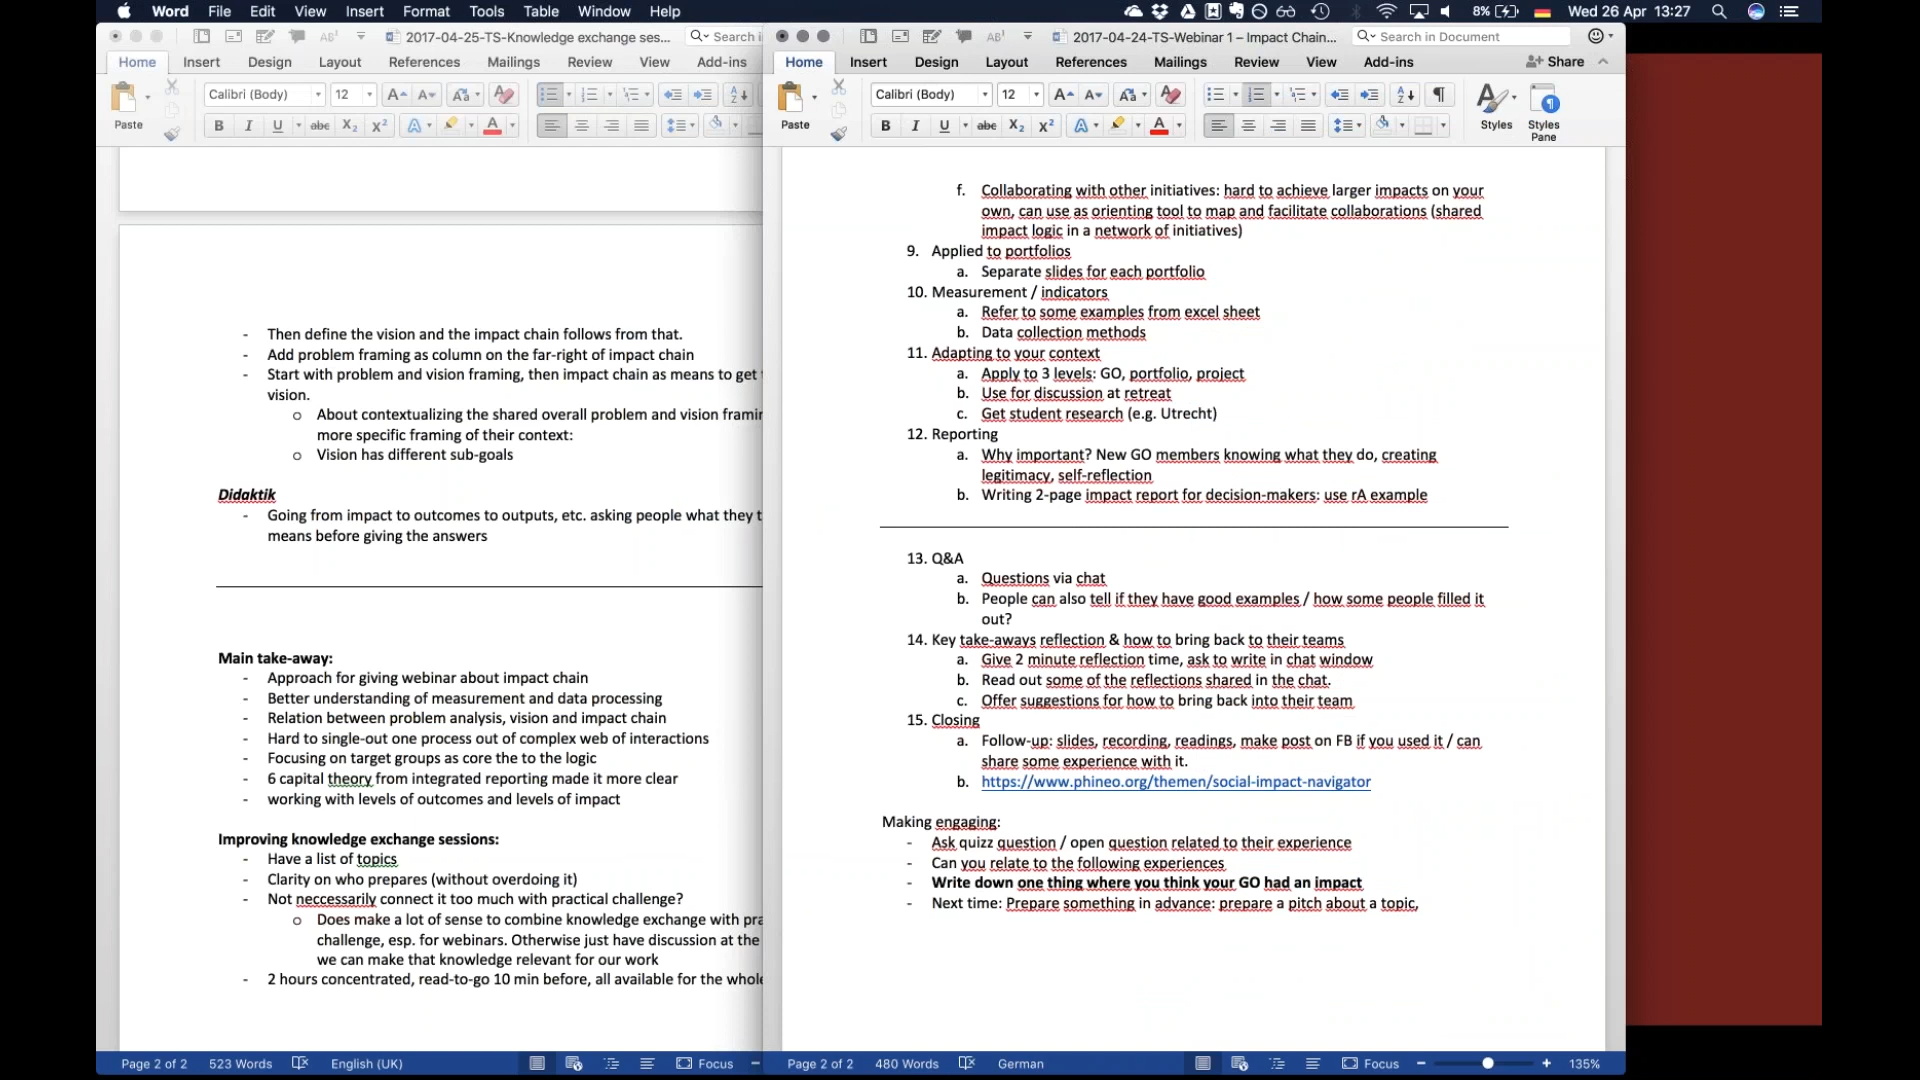 Word File Edit View Insert Format Tools Table Window Help 8% Wed 26 Apr 13:27
2017-04-25-TS-Knowledge exchange ses... Search i
Home Insert Design Layout References Mailings Review View Add-ins
Calibri (Body) 12
Paste
- Then define the vision and the impact chain follows from that.
- Add problem framing as column on the far-right of impact chain
- Start with problem and vision framing, then impact chain as means to get
vision.
o About contextualizing the shared overall problem and vision
more specific framing of their context:
o Vision has different sub-goals
Didaktik
- Going from impact to outcomes to outputs, etc. asking people what they
means before giving the answers
Main take-away:
- Approach for giving webinar about impact chain
- Better understanding of measurement and data processing
- Relation between problem analysis, vision and impact chain
- Hard to single-out one process out of complex web of interactions
- Focusing on target groups as core the to the logic
- 6 capital theory from integrated reporting made it more clear
- working with levels of outcomes and levels of impact
Improving knowledge exchange sessions:
- Have a list of topics
- Clarity on who prepares (without overdoing it)
- Not neccessarily connect it too much with practical challenge?
o Does make a lot of sense to combine knowledge exchange with pra
challenge, esp. for webinars. Otherwise just have discussion at the
we can make that knowledge relevant for our work
- 2 hours concentrated, read-to-go 10 min before, all available for the whole
Page 2 of 2 523 Words English (UK) Focus
2017-04-24-TS-Webinar 1 – Impact Chain... Search in Document
Home Insert Design Layout References Mailings Review View Add-ins Share
Calibri (Body) 12
Paste Styles Styles
Pane
f. Collaborating with other initiatives: hard to achieve larger impacts on your
own, can use as orienting tool to map and facilitate collaborations (shared
impact logic in a network of initiatives)
9. Applied to portfolios
a. Separate slides for each portfolio
10. Measurement / indicators
a. Refer to some examples from excel sheet
b. Data collection methods
11. Adapting to your context
a. Apply to 3 levels: GO, portfolio, project
b. Use for discussion at retreat
c. Get student research (e.g. Utrecht)
12. Reporting
a. Why important? New GO members knowing what they do, creating
legitimacy, self-reflection
b. Writing 2-page impact report for decision-makers: use rA example
13. Q&A
a. Questions via chat
b. People can also tell if they have good examples / how some people filled it
out?
14. Key take-aways reflection & how to bring back to their teams
a. Give 2 minute reflection time, ask to write in chat window
b. Read out some of the reflections shared in the chat.
c. Offer suggestions for how to bring back into their team
15. Closing
a. Follow-up: slides, recording, readings, make post on FB if you used it / can
share some experience with it.
b. https://www.phineo.org/themen/social-impact-navigator
Making engaging:
- Ask quizz question / open question related to their experience
- Can you relate to the following experiences
- Write down one thing where you think your GO had an impact
- Next time: Prepare something in advance: prepare a pitch about a topic,
Page 2 of 2 480 Words German Focus 135%